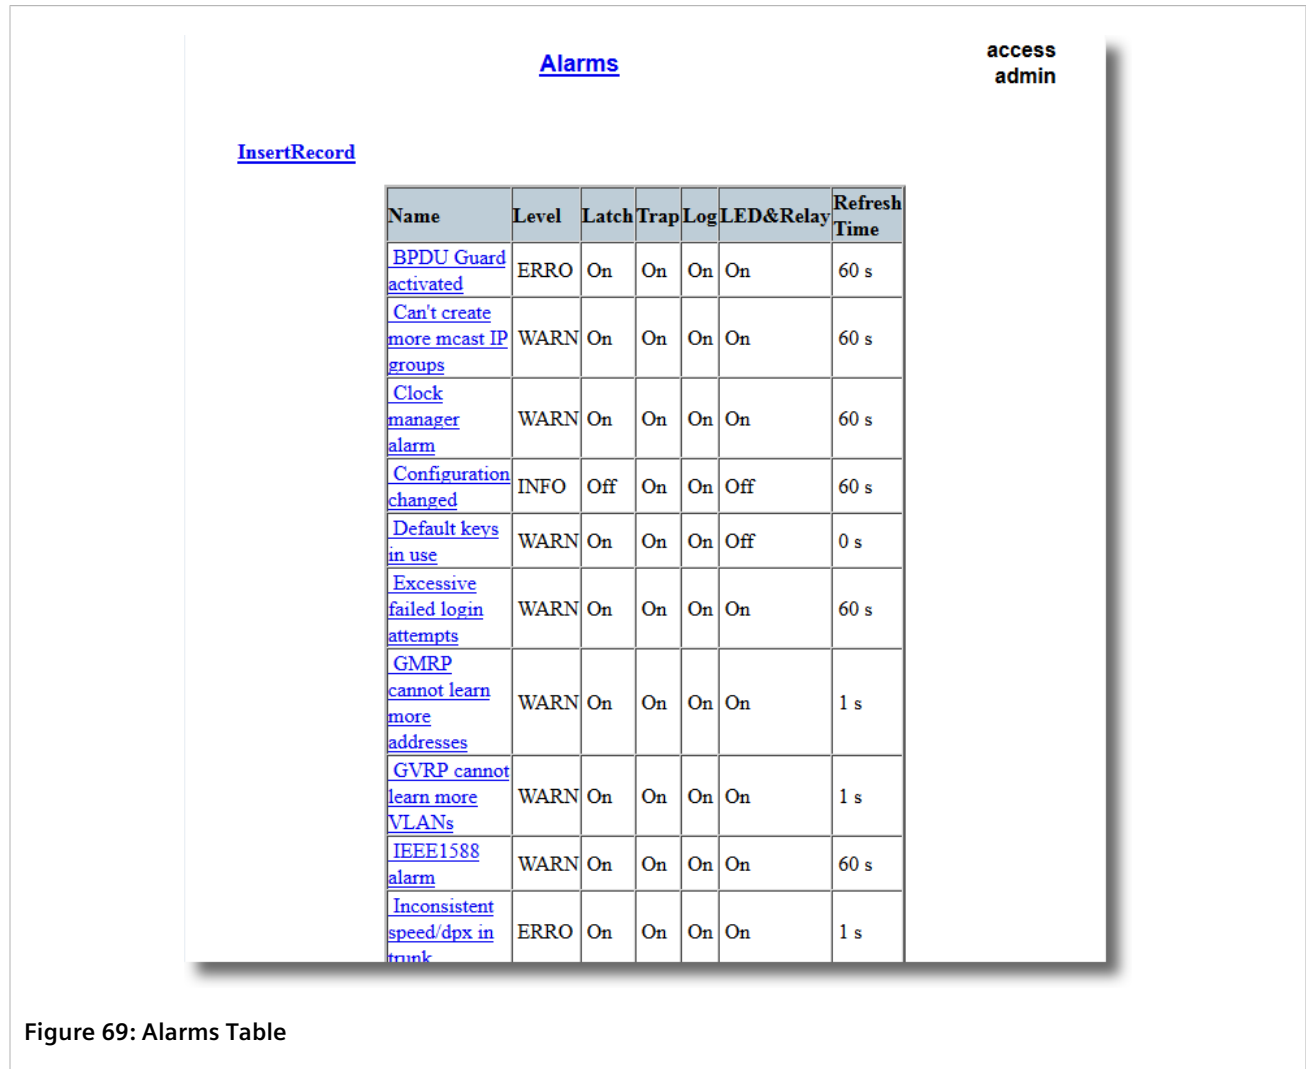 Alarms
access
admin
InsertRecord
Name Level Latch Trap Log LED&Relay Refresh
Time
BPDU Guard
activated ERRO On On On On 60 s
Can't create
more mcast IP WARN On On On On 60 s
groups
Clock
manager WARN On On On On 60 s
alarm
Configuration
changed INFO Off On On Off 60 s
Default keys
in use WARN On On On Off 0 s
Excessive
failed login WARN On On On On 60 s
attempts
GMRP
cannot learn WARN On On On On 1 s
more
addresses
GVRP cannot
learn more WARN On On On On 1 s
VLANs
IEEE1588
alarm WARN On On On On 60 s
Inconsistent
speed/dpx in ERRO On On On On 1 s
trunk
Figure 69: Alarms Table